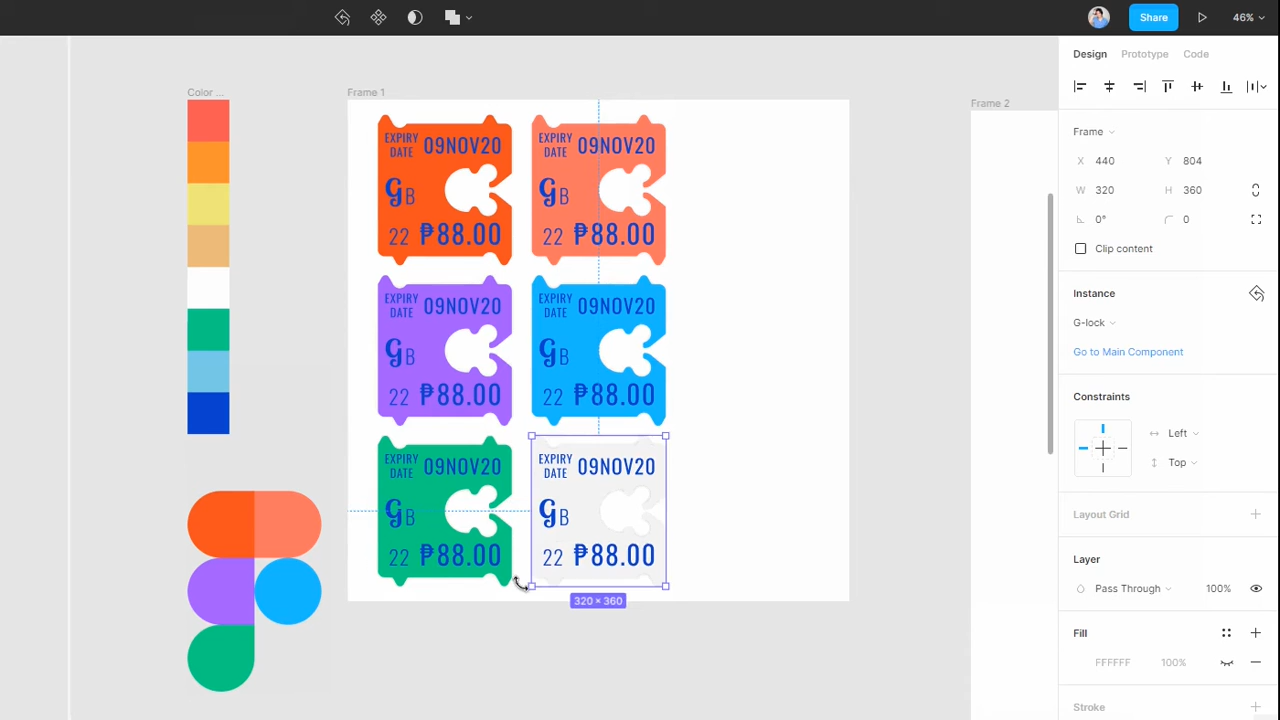 Share
46%
Design Prototype Code
Color ...
Frame 1
Frame 2
EXPIRY DATE 09NOV20
GB
22 ₱88.00
EXPIRY DATE 09NOV20
GB
22 ₱88.00
EXPIRY DATE 09NOV20
GB
22 ₱88.00
EXPIRY DATE 09NOV20
GB
22 ₱88.00
EXPIRY DATE 09NOV20
GB
22 ₱88.00
EXPIRY DATE 09NOV20
GB
22 ₱88.00
320 × 360
Frame
X 440 Y 804
W 320 H 360
0° 0
Clip content
Instance
G-lock
Go to Main Component
Constraints
Left
Top
Layout Grid
Layer
Pass Through 100%
Fill
FFFFFF 100%
Stroke